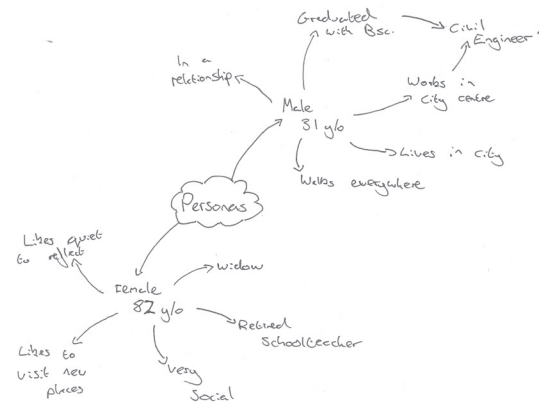 Graduated
with Bsc.
Civil
Engineer
In a
relationship
Works in
City centre
Male
31 y/o
Lives in city
Walks everywhere
Personas
Likes quiet
to reflect
Widow
Female
82 y/o
Retired
Schoolteacher
Likes to
visit new
places
Very
Social